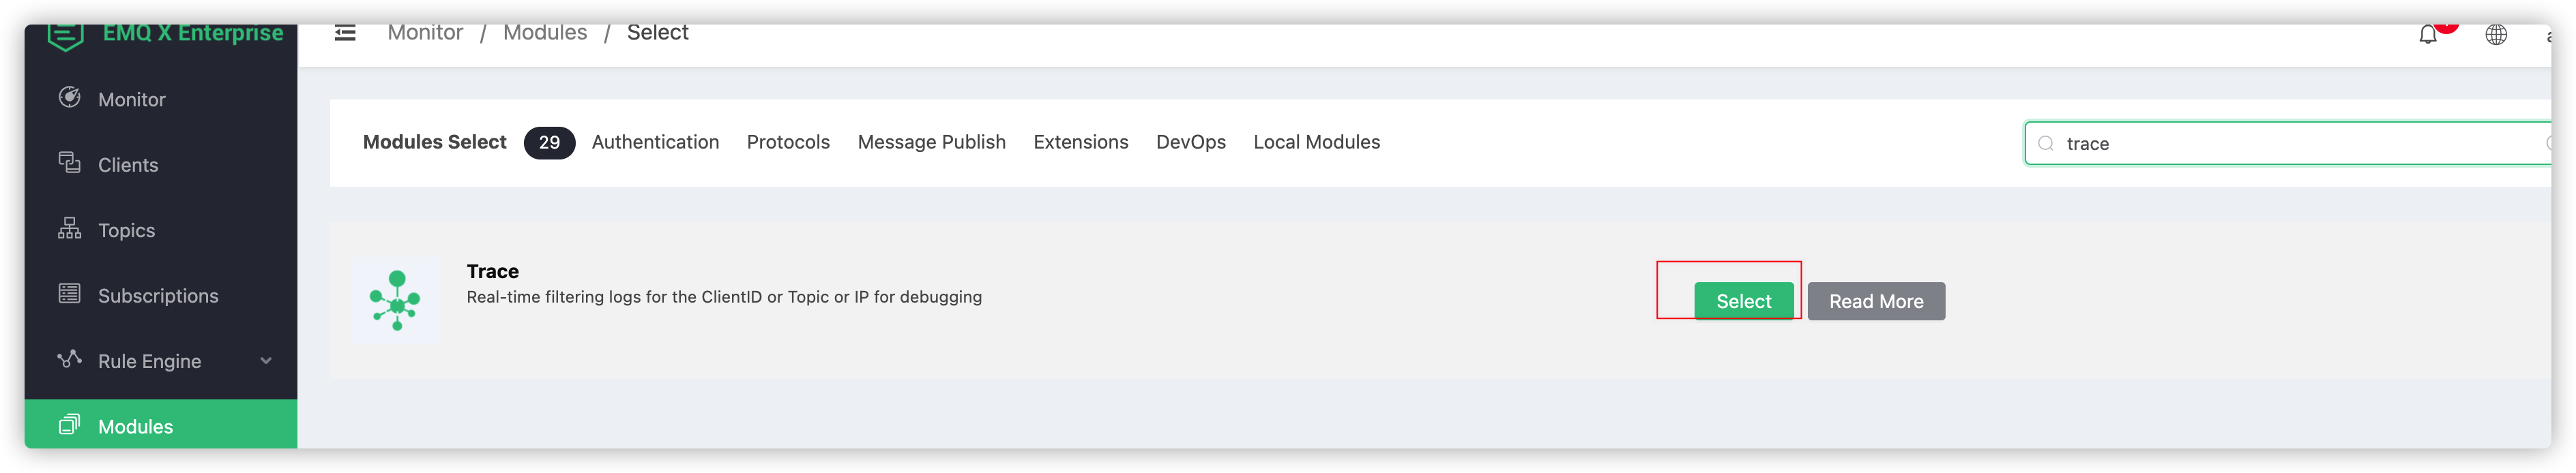 EMQ X Enterprise
Monitor / Modules / Select
Monitor
Clients
Topics
Subscriptions
Rule Engine
Modules
Modules Select 29 Authentication Protocols Message Publish Extensions DevOps Local Modules
trace
Trace
Real-time filtering logs for the ClientID or Topic or IP for debugging
Select Read More